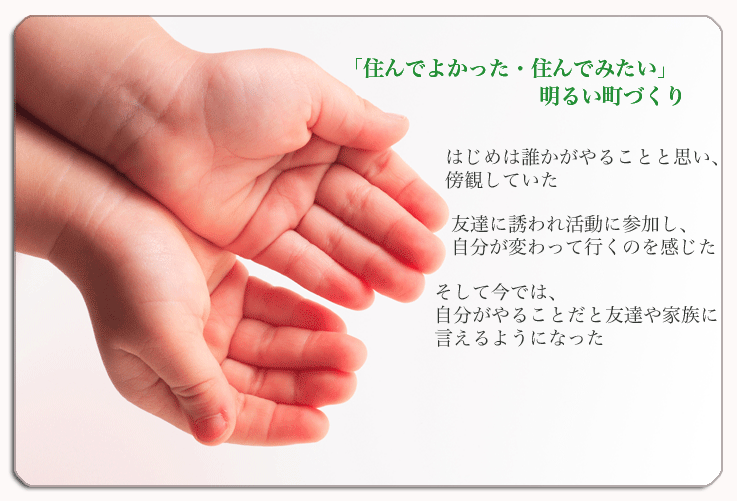 「住んでよかった・住んでみたい」
明るい町づくり
はじめは誰かがやることと思い、
傍観していた
友達に誘われ活動に参加し、
自分が変わって行くのを感じた
そして今では、
自分がやることだと友達や家族に
言えるようになった